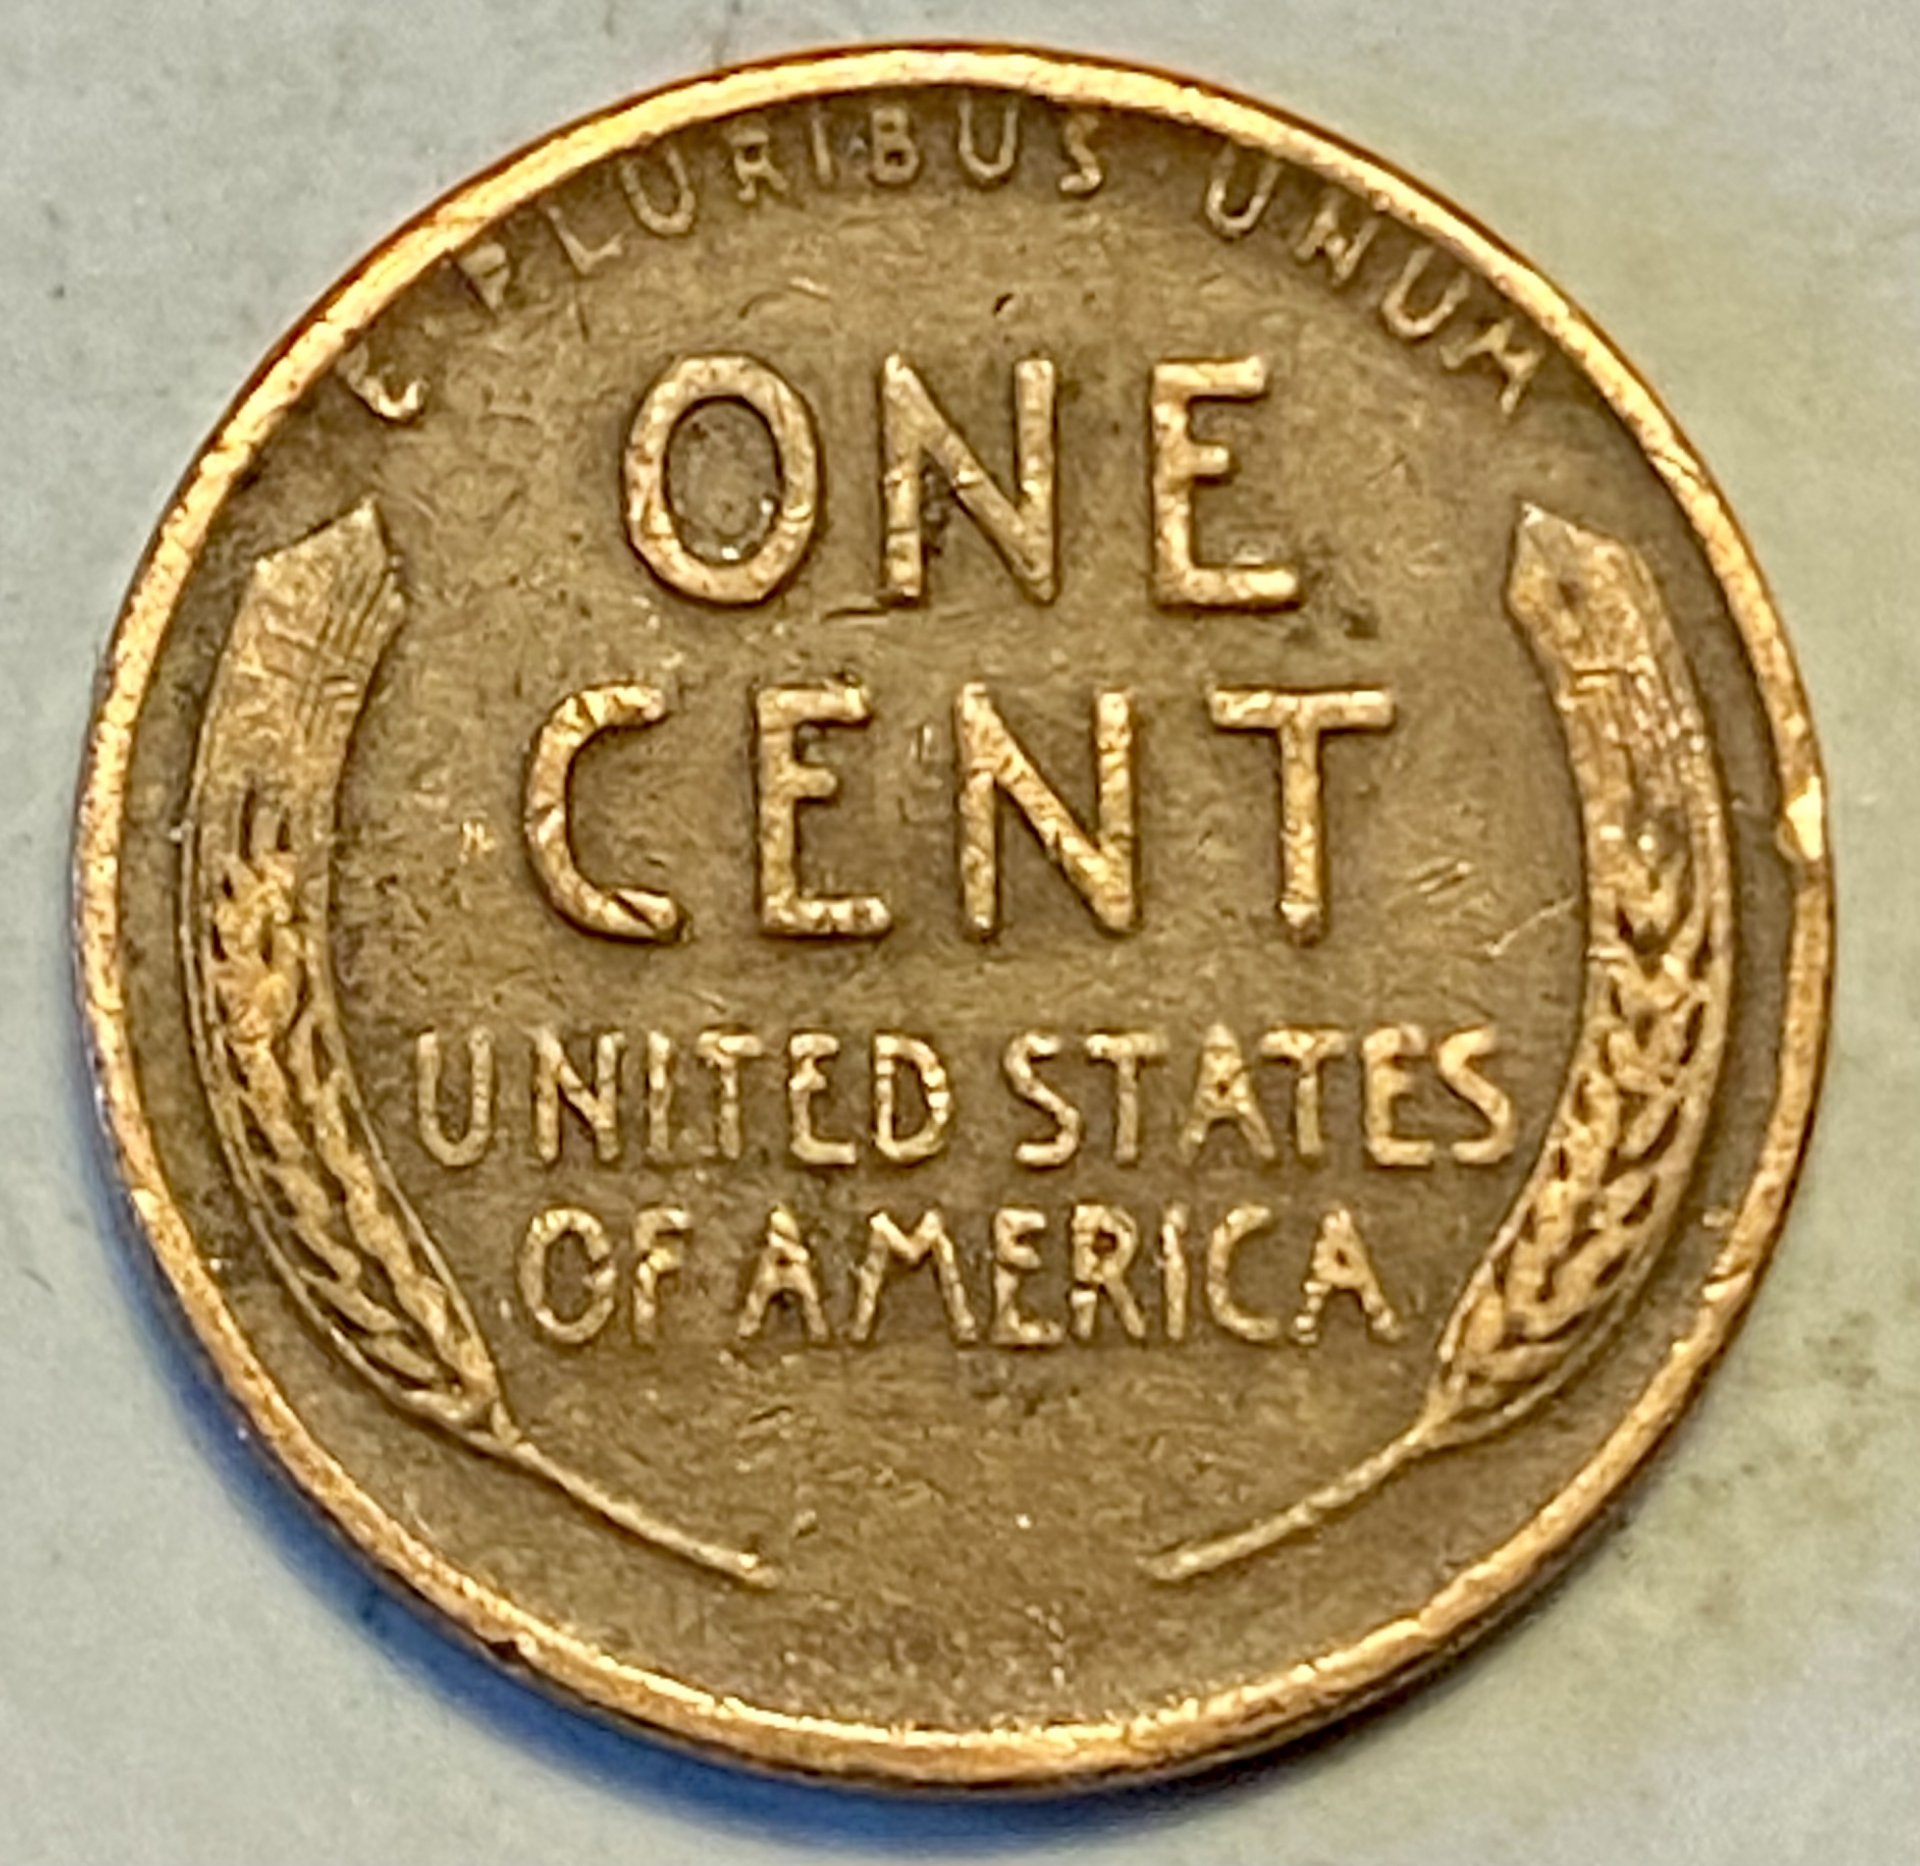 E PLURIBUS · UNUM
ONE
CENT
UNITED STATES
OF AMERICA